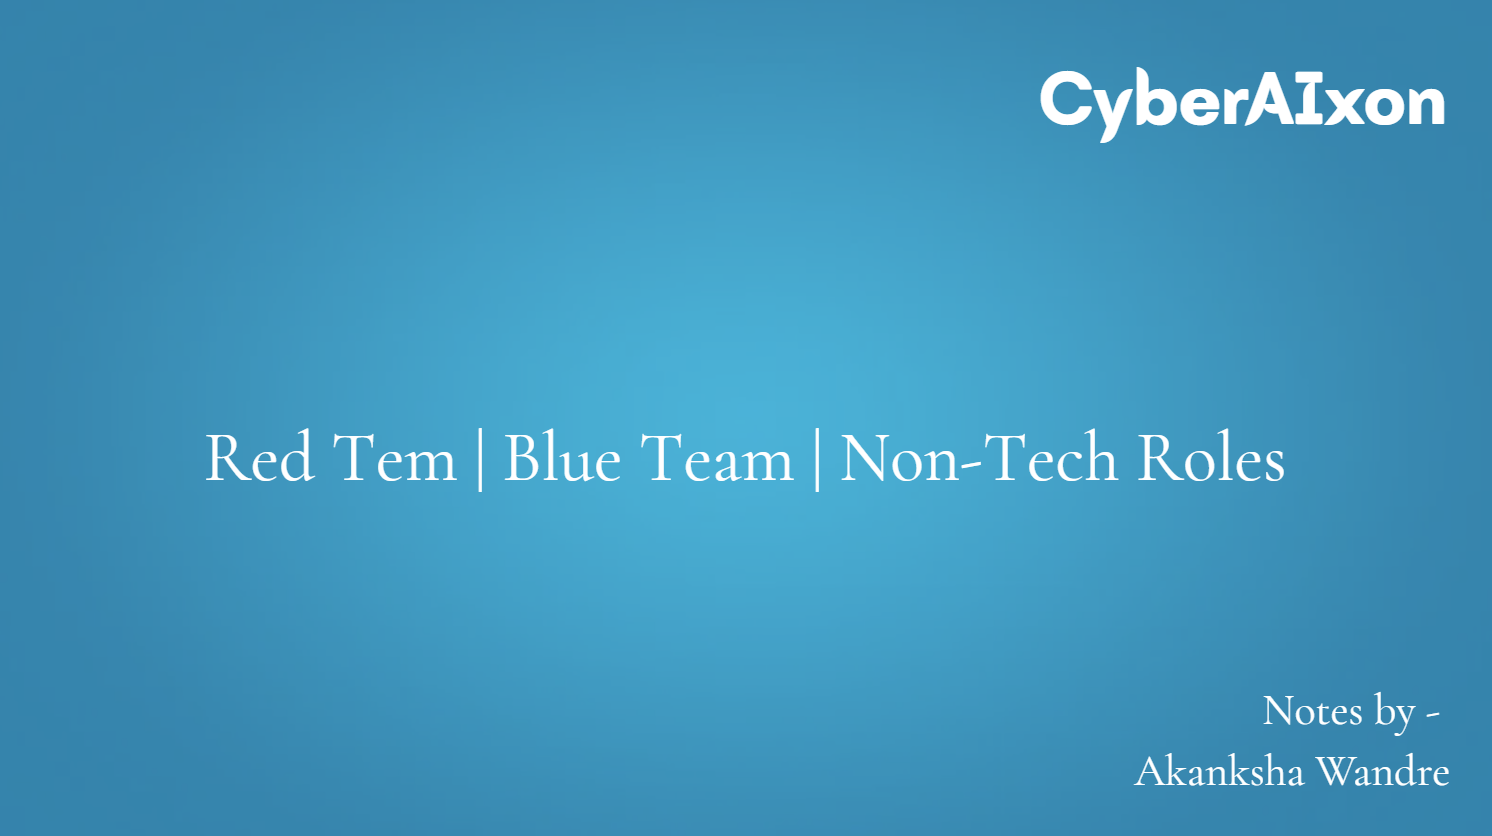 CyberAIxon
Red Tem | Blue Team | Non-Tech Roles
Notes by -
Akanksha Wandre